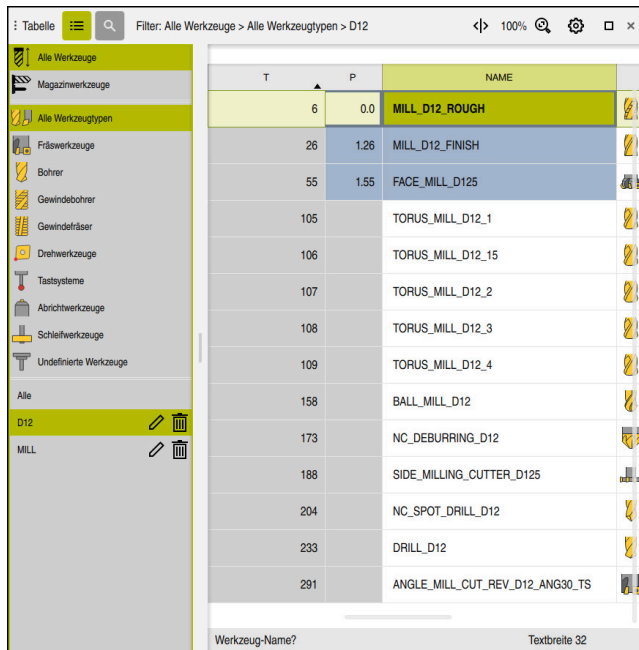 Tabelle
Filter: Alle Werkzeuge > Alle Werkzeugtypen > D12
100%
Alle Werkzeuge
Magazinwerkzeuge
Alle Werkzeugtypen
Fräswerkzeuge
Bohrer
Gewindebohrer
Gewindefräser
Drehwerkzeuge
Tastsysteme
Abrichtwerkzeuge
Schleifwerkzeuge
Undefinierte Werkzeuge
Alle
D12
MILL
T P NAME
6 0.0 MILL_D12_ROUGH
26 1.26 MILL_D12_FINISH
55 1.55 FACE_MILL_D125
105 TORUS_MILL_D12_1
106 TORUS_MILL_D12_15
107 TORUS_MILL_D12_2
108 TORUS_MILL_D12_3
109 TORUS_MILL_D12_4
158 BALL_MILL_D12
173 NC_DEBURRING_D12
188 SIDE_MILLING_CUTTER_D125
204 NC_SPOT_DRILL_D12
233 DRILL_D12
291 ANGLE_MILL_CUT_REV_D12_ANG30_TS
Werkzeug-Name? Textbreite 32